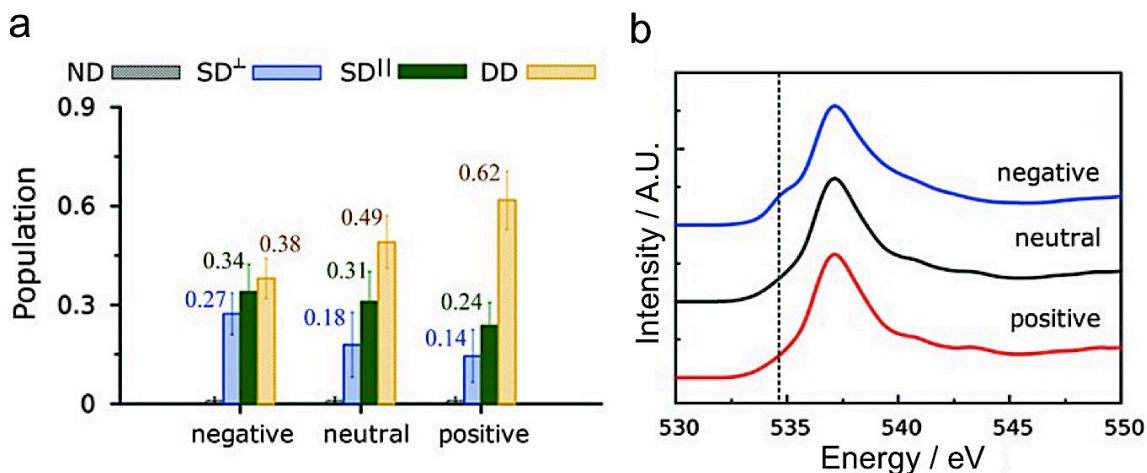 a
ND SD⊥ SD|| DD
0.9
0.6
0.3
0
Population
0.27 0.34 0.38
0.18 0.31 0.49
0.14 0.24 0.62
negative neutral positive
b
Intensity / A.U.
negative
neutral
positive
530 535 540 545 550
Energy / eV